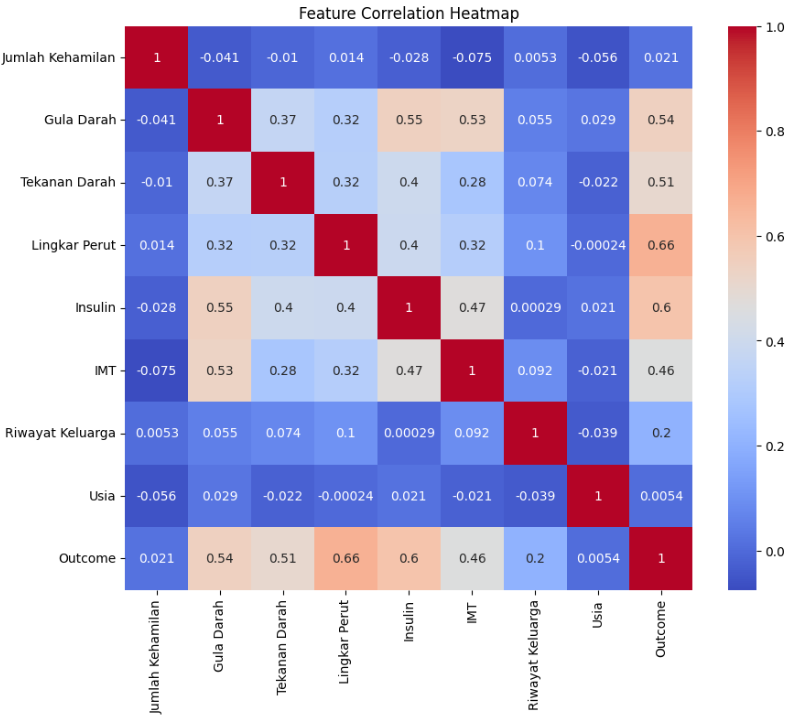 Feature Correlation Heatmap
Jumlah Kehamilan 1 -0.041 -0.01 0.014 -0.028 -0.075 0.0053 -0.056 0.021
Gula Darah -0.041 1 0.37 0.32 0.55 0.53 0.055 0.029 0.54
Tekanan Darah -0.01 0.37 1 0.32 0.4 0.28 0.074 -0.022 0.51
Lingkar Perut 0.014 0.32 0.32 1 0.4 0.32 0.1 -0.00024 0.66
Insulin -0.028 0.55 0.4 0.4 1 0.47 0.00029 0.021 0.6
IMT -0.075 0.53 0.28 0.32 0.47 1 0.092 -0.021 0.46
Riwayat Keluarga 0.0053 0.055 0.074 0.1 0.00029 0.092 1 -0.039 0.2
Usia -0.056 0.029 -0.022 -0.00024 0.021 -0.021 -0.039 1 0.0054
Outcome 0.021 0.54 0.51 0.66 0.6 0.46 0.2 0.0054 1
Jumlah Kehamilan
Gula Darah
Tekanan Darah
Lingkar Perut
Insulin
IMT
Riwayat Keluarga
Usia
Outcome
1.0
0.8
0.6
0.4
0.2
0.0